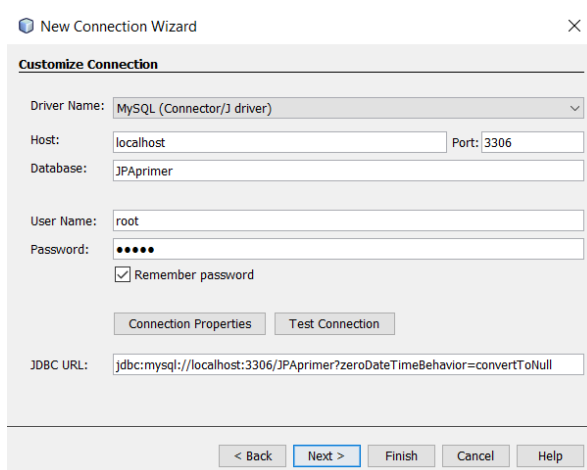 New Connection Wizard
Customize Connection
Driver Name: MySQL (Connector/J driver)
Host: localhost Port: 3306
Database: JPAprimer
User Name: root
Password: ●●●●●
Remember password
Connection Properties Test Connection
JDBC URL: jdbc:mysql://localhost:3306/JPAprimer?zeroDateTimeBehavior=convertToNull
< Back Next > Finish Cancel Help